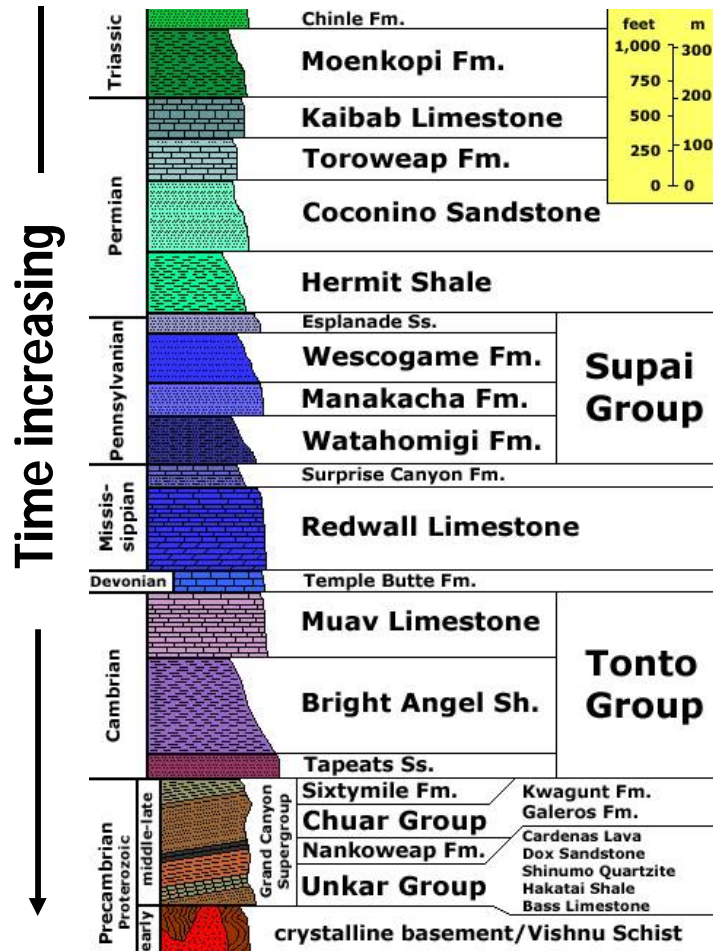 Time increasing
feet m
1,000 300
750 200
500
250 100
0 0
Triassic
Chinle Fm.
Moenkopi Fm.
Permian
Kaibab Limestone
Toroweap Fm.
Coconino Sandstone
Hermit Shale
Pennsylvanian
Esplanade Ss.
Wescogame Fm.
Manakacha Fm.
Watahomigi Fm.
Supai
Group
Missis-
sippian
Surprise Canyon Fm.
Redwall Limestone
Devonian
Temple Butte Fm.
Cambrian
Muav Limestone
Bright Angel Sh.
Tapeats Ss.
Tonto
Group
Precambrian
Proterozoic
middle-late
early
Grand Canyon
Supergroup
Sixtymile Fm.
Chuar Group
Nankoweap Fm.
Unkar Group
Kwagunt Fm.
Galeros Fm.
Cardenas Lava
Dox Sandstone
Shinumo Quartzite
Hakatai Shale
Bass Limestone
crystalline basement/Vishnu Schist